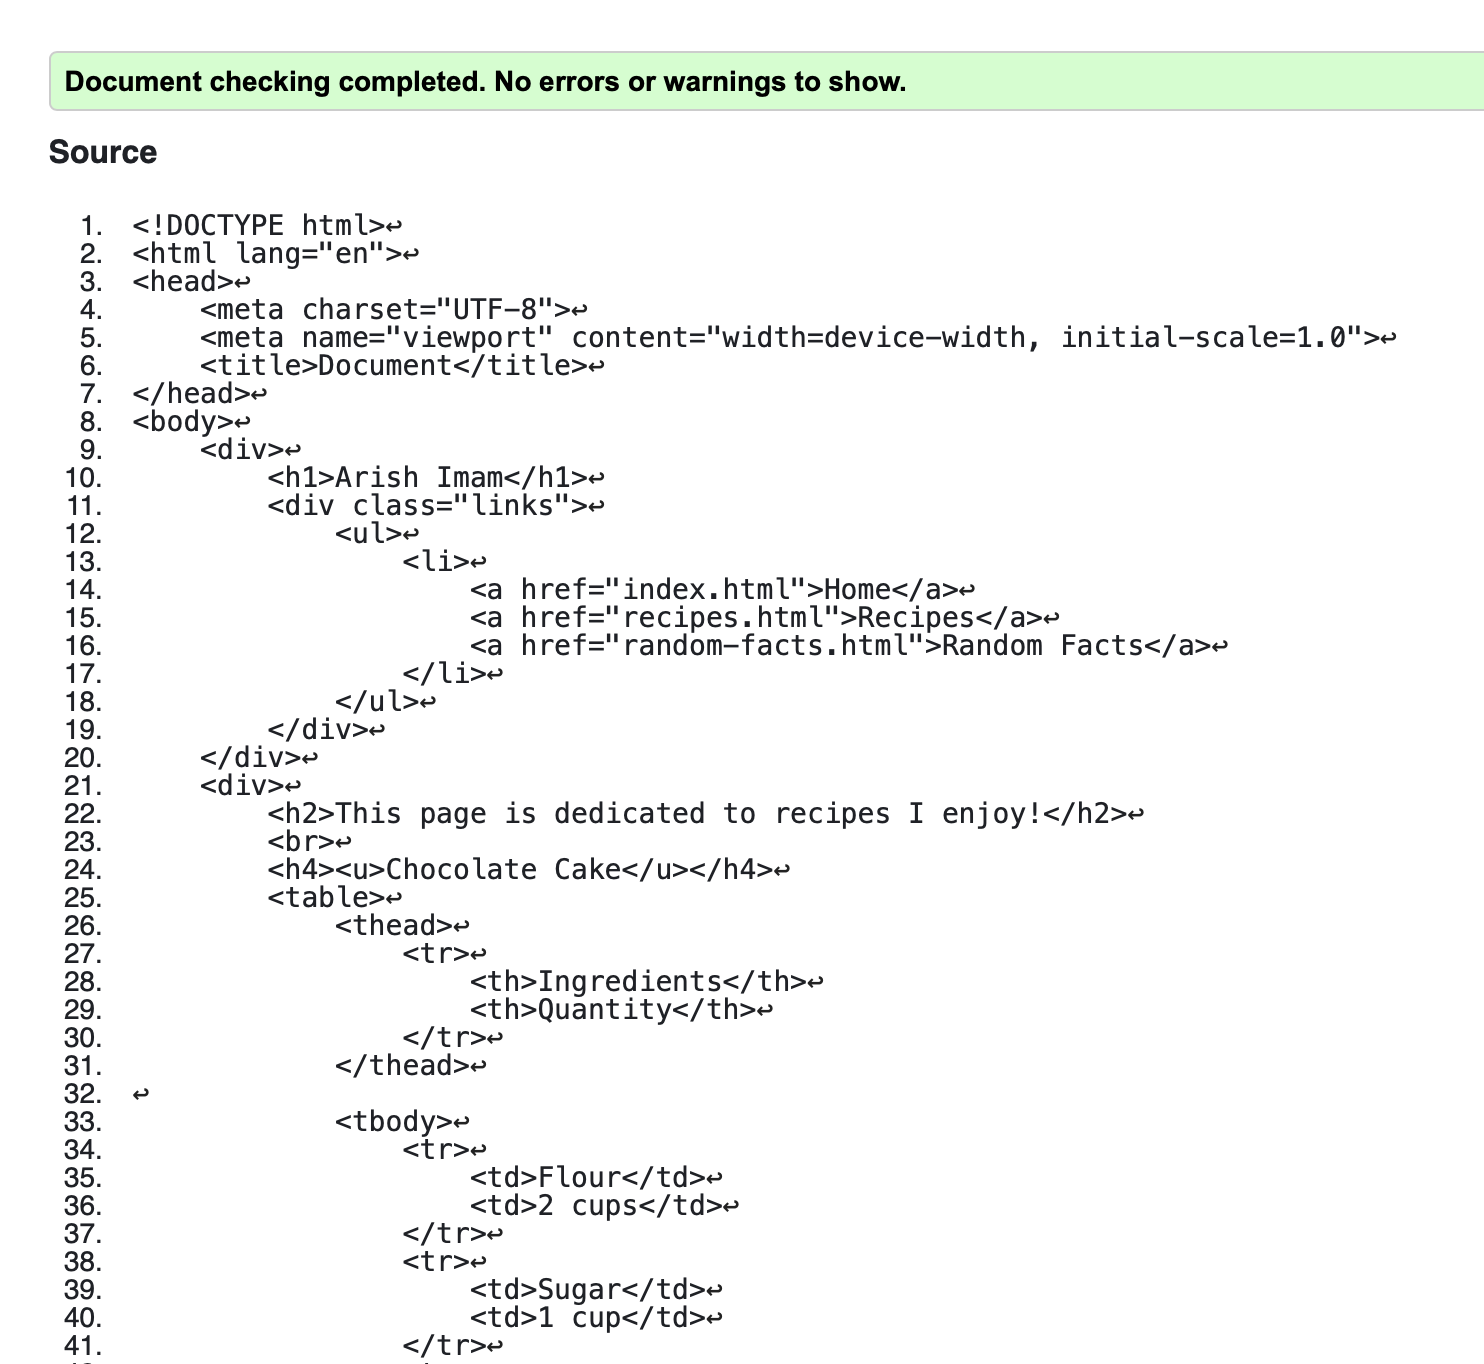 Document checking completed. No errors or warnings to show.
Source
1. <!DOCTYPE html>↩
2. <html lang="en">↩
3. <head>↩
4.     <meta charset="UTF-8">↩
5.     <meta name="viewport" content="width=device-width, initial-scale=1.0">↩
6.     <title>Document</title>↩
7. </head>↩
8. <body>↩
9.     <div>↩
10.         <h1>Arish Imam</h1>↩
11.         <div class="links">↩
12.             <ul>↩
13.                 <li>↩
14.                     <a href="index.html">Home</a>↩
15.                     <a href="recipes.html">Recipes</a>↩
16.                     <a href="random-facts.html">Random Facts</a>↩
17.                 </li>↩
18.             </ul>↩
19.         </div>↩
20.     </div>↩
21.     <div>↩
22.         <h2>This page is dedicated to recipes I enjoy!</h2>↩
23.         <br>↩
24.         <h4><u>Chocolate Cake</u></h4>↩
25.         <table>↩
26.             <thead>↩
27.                 <tr>↩
28.                     <th>Ingredients</th>↩
29.                     <th>Quantity</th>↩
30.                 </tr>↩
31.             </thead>↩
32. ↩
33.             <tbody>↩
34.                 <tr>↩
35.                     <td>Flour</td>↩
36.                     <td>2 cups</td>↩
37.                 </tr>↩
38.                 <tr>↩
39.                     <td>Sugar</td>↩
40.                     <td>1 cup</td>↩
41.                 </tr>↩